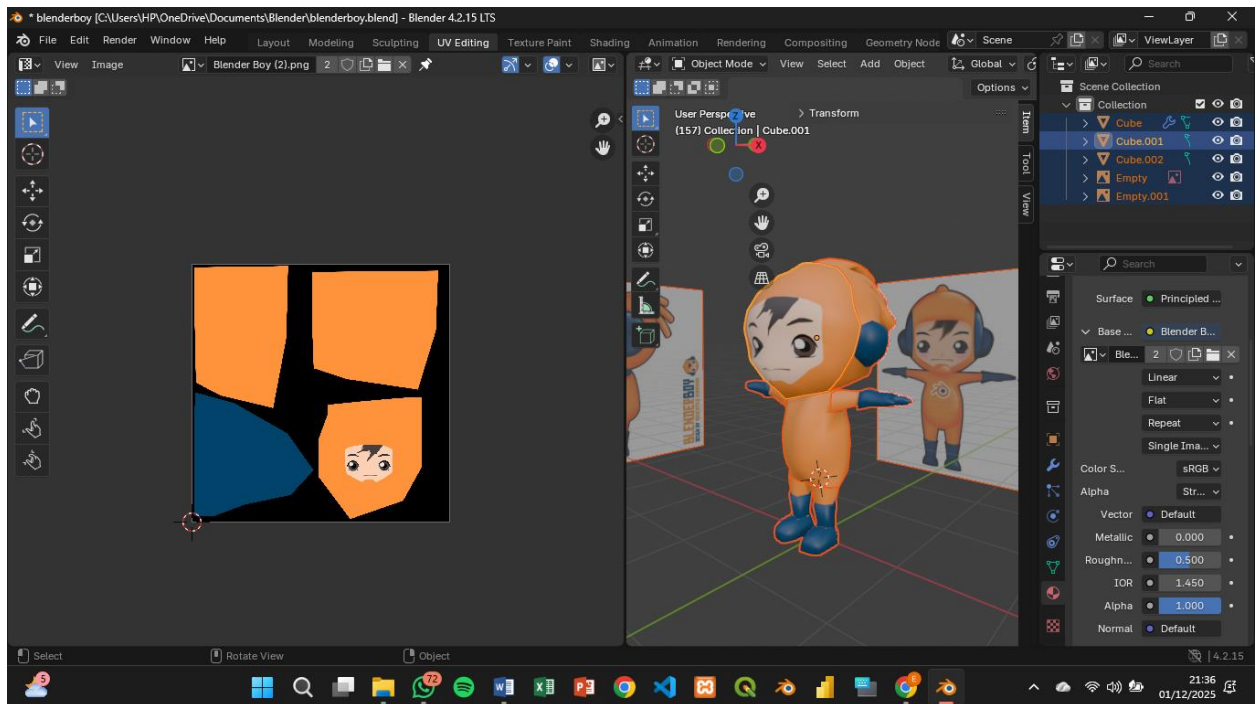 * blenderboy [C:\Users\HP\OneDrive\Documents\Blender\blenderboy.blend] - Blender 4.2.15 LTS
File Edit Render Window Help Layout Modeling Sculpting UV Editing Texture Paint Shading Animation Rendering Compositing Geometry Node Scene ViewLayer
View Image Blender Boy (2).png 2 Object Mode View Select Add Object Global Search
Options
Scene Collection
User Perspective Transform
(157) Collection | Cube.001
Collection
Cube
Cube.001
Cube.002
Empty
Empty.001
Z
X
Item
Tool
View
BLENDERBOY
Search
Surface Principled ...
Base ... Blender B...
Ble... 2
Linear
Flat
Repeat
Single Ima...
Color S... sRGB
Alpha Str...
Vector Default
Metallic 0.000
Roughn... 0.500
IOR 1.450
Alpha 1.000
Normal Default
Select Rotate View Object 4.2.15
5 72 21:36
01/12/2025